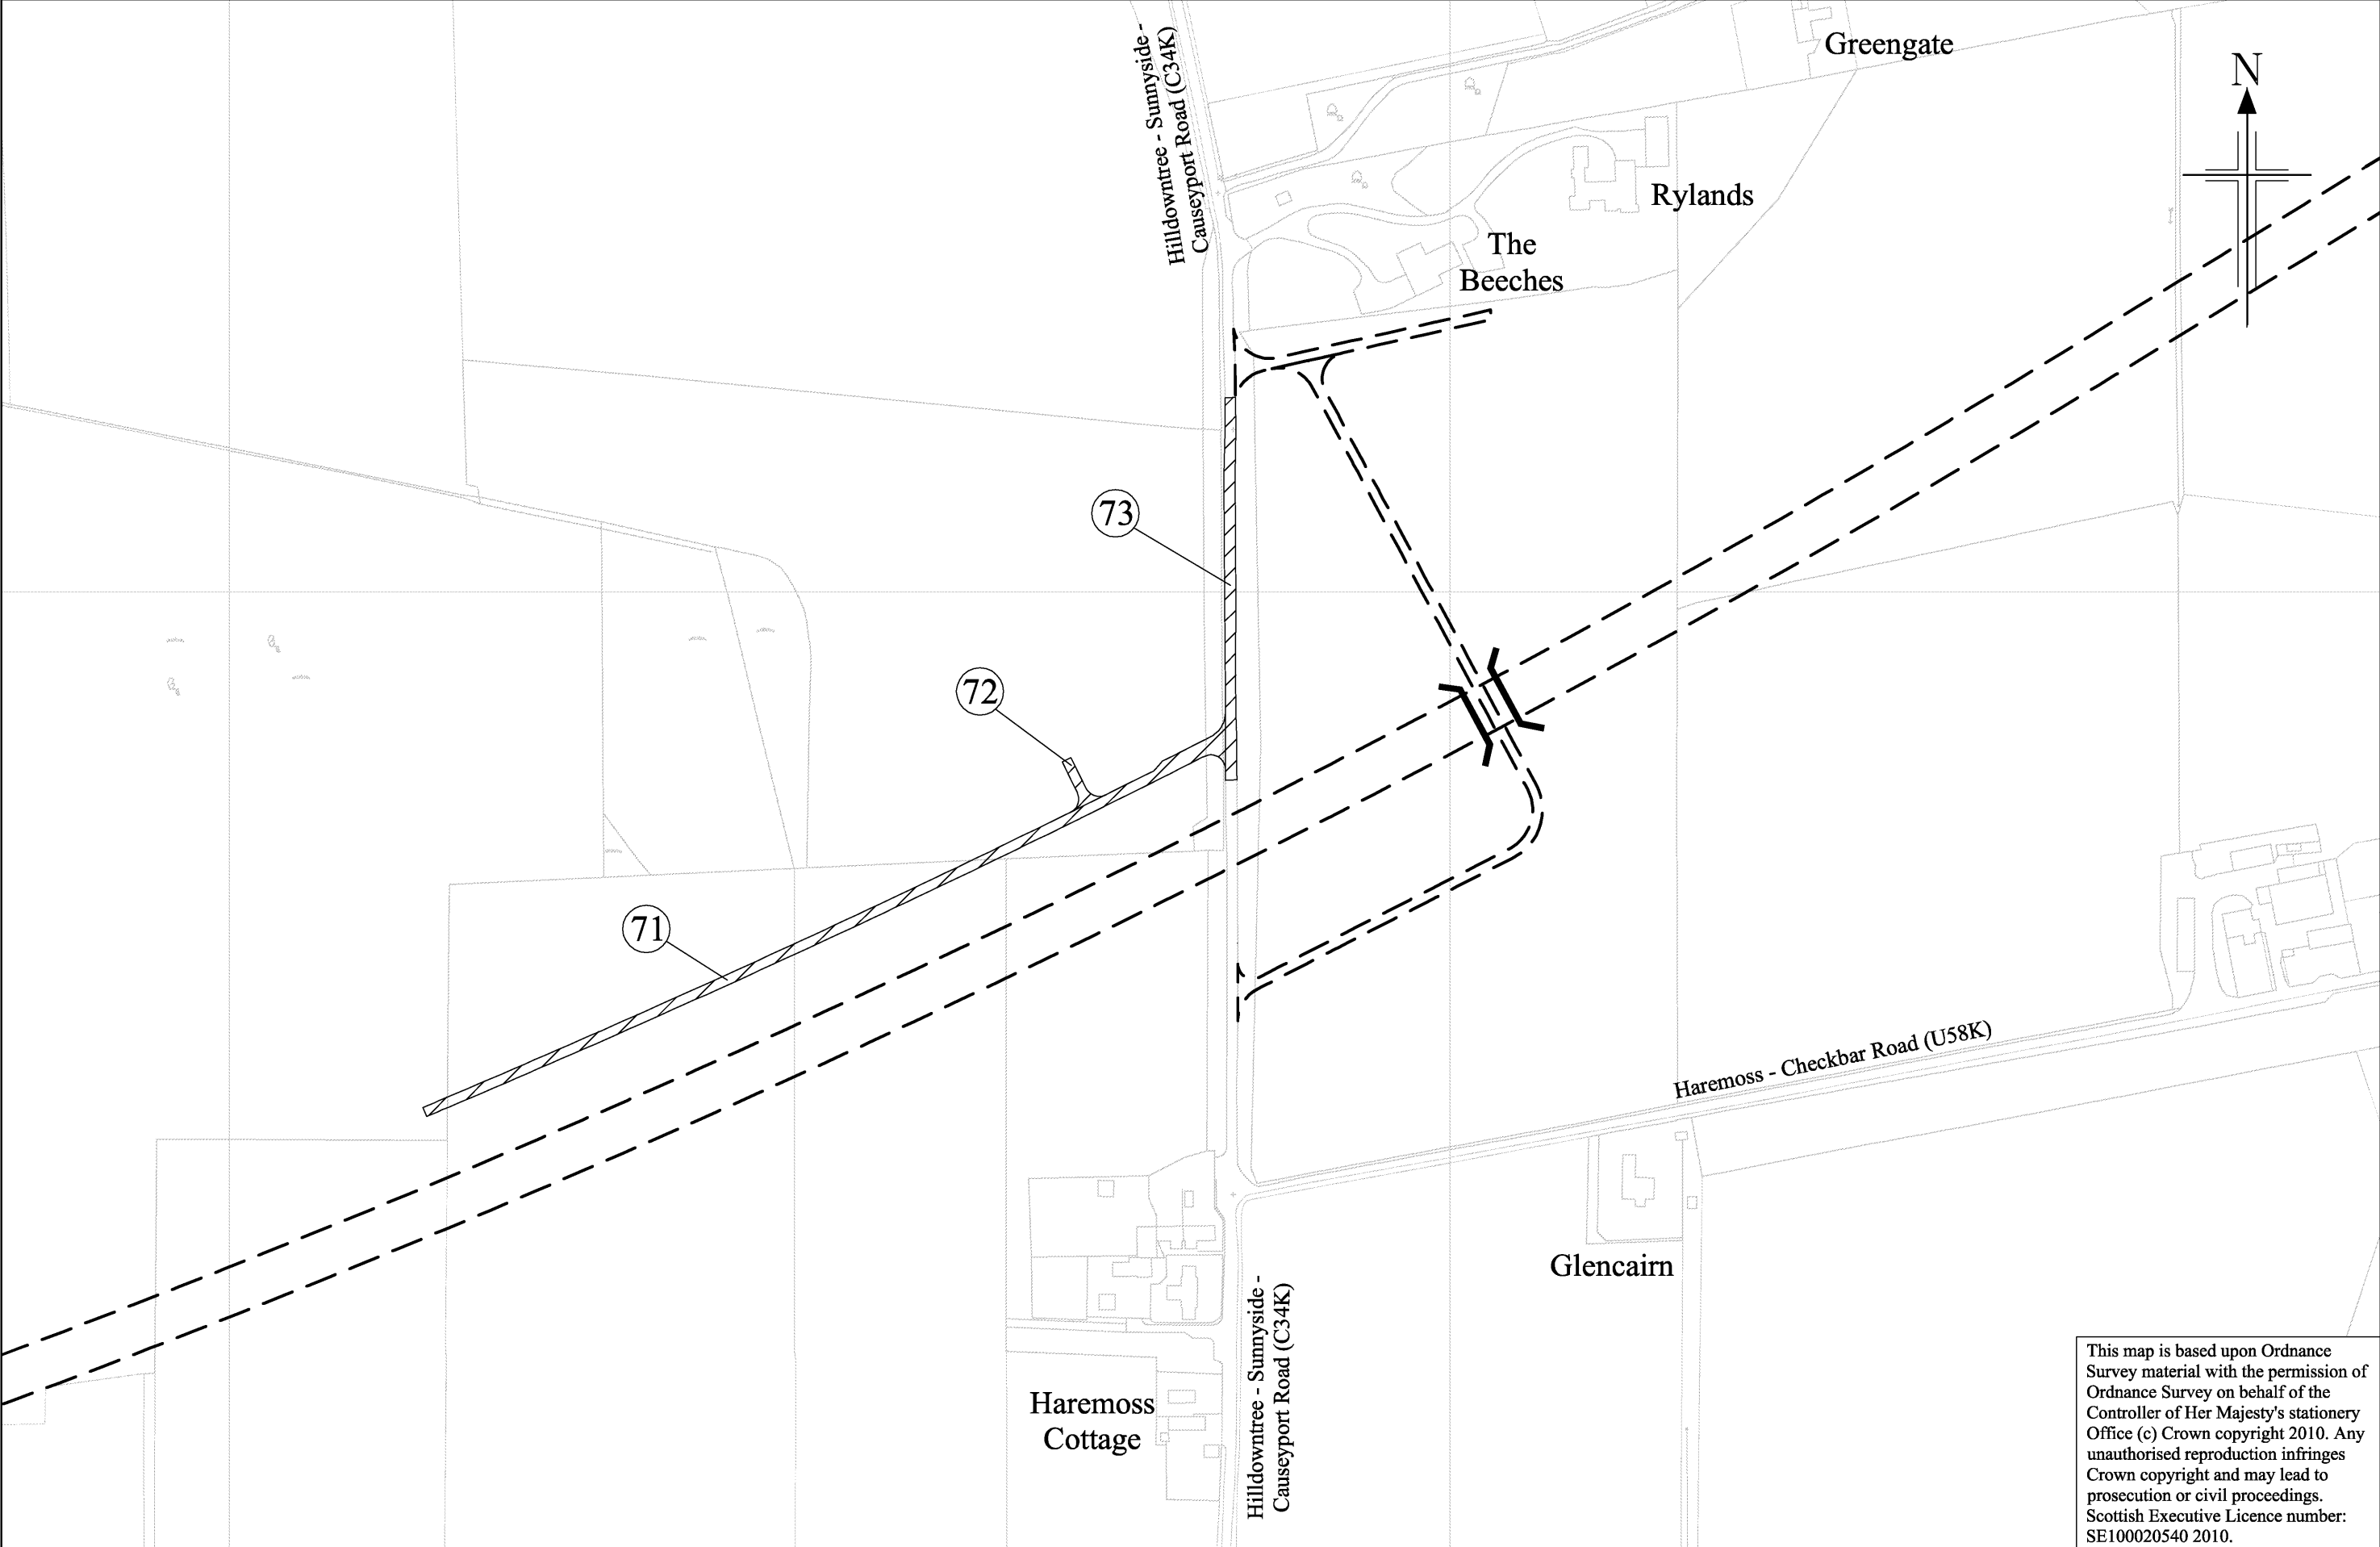 Greengate
N
Hilldowntree - Sunnyside -
Causeyport Road (C34K)
Rylands
The
Beeches
73
72
71
Haremoss - Checkbar Road (U58K)
Glencairn
Hilldowntree - Sunnyside -
Causeyport Road (C34K)
Haremoss
Cottage
This map is based upon Ordnance
Survey material with the permission of
Ordnance Survey on behalf of the
Controller of Her Majesty's stationery
Office (c) Crown copyright 2010. Any
unauthorised reproduction infringes
Crown copyright and may lead to
prosecution or civil proceedings.
Scottish Executive Licence number:
SE100020540 2010.